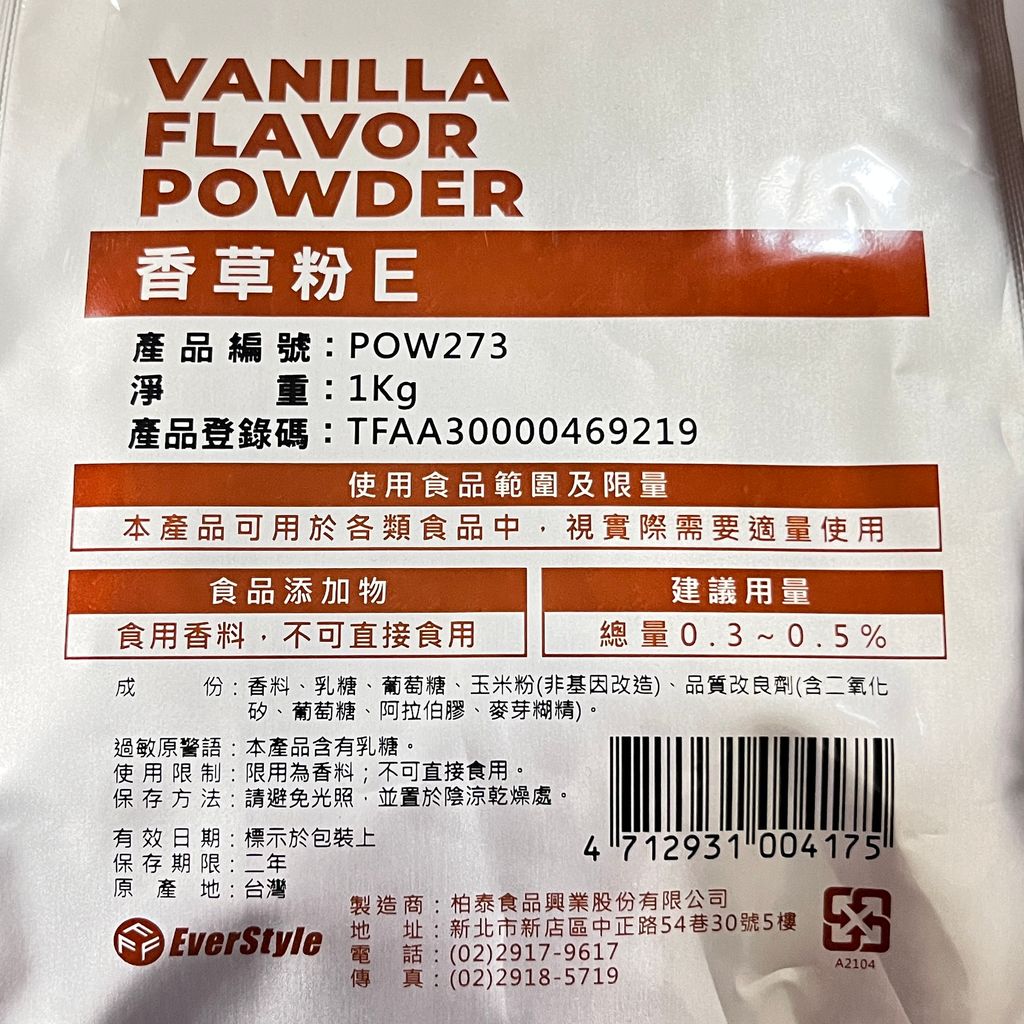 VANILLA
FLAVOR
POWDER
香草粉E
產品編號：POW273
淨重：1Kg
產品登錄碼：TFAA30000469219
使用食品範圍及限量
本產品可用於各類食品中，視實際需要適量使用
食品添加物
食用香料，不可直接食用
建議用量
總量0.3~0.5%
成份：香料、乳糖、葡萄糖、玉米粉(非基因改造)、品質改良劑(含二氧化
矽、葡萄糖、阿拉伯膠、麥芽糊精)。
過敏原警語：本產品含有乳糖。
使用限制：限用為香料；不可直接食用。
保存方法：請避免光照，並置於陰涼乾燥處。
有效日期：標示於包裝上
保存期限：二年
原產地：台灣
4 712931 004175
EverStyle
製造商：柏泰食品興業股份有限公司
地址：新北市新店區中正路54巷30號5樓
電話：(02)2917-9617
傳真：(02)2918-5719
A2104